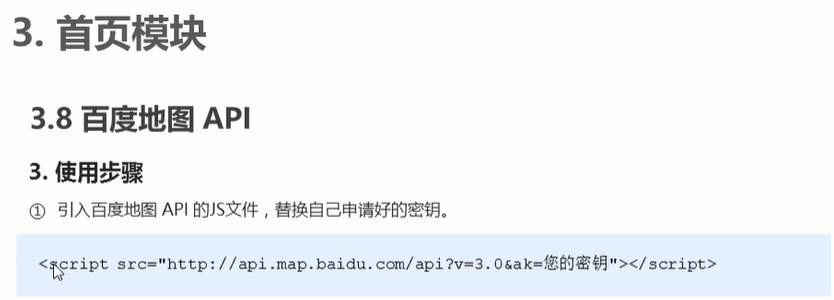 3. 首页模块
3.8 百度地图 API
3. 使用步骤
① 引入百度地图 API 的JS文件，替换自己申请好的密钥。
<script src="http://api.map.baidu.com/api?v=3.0&ak=您的密钥"></script>